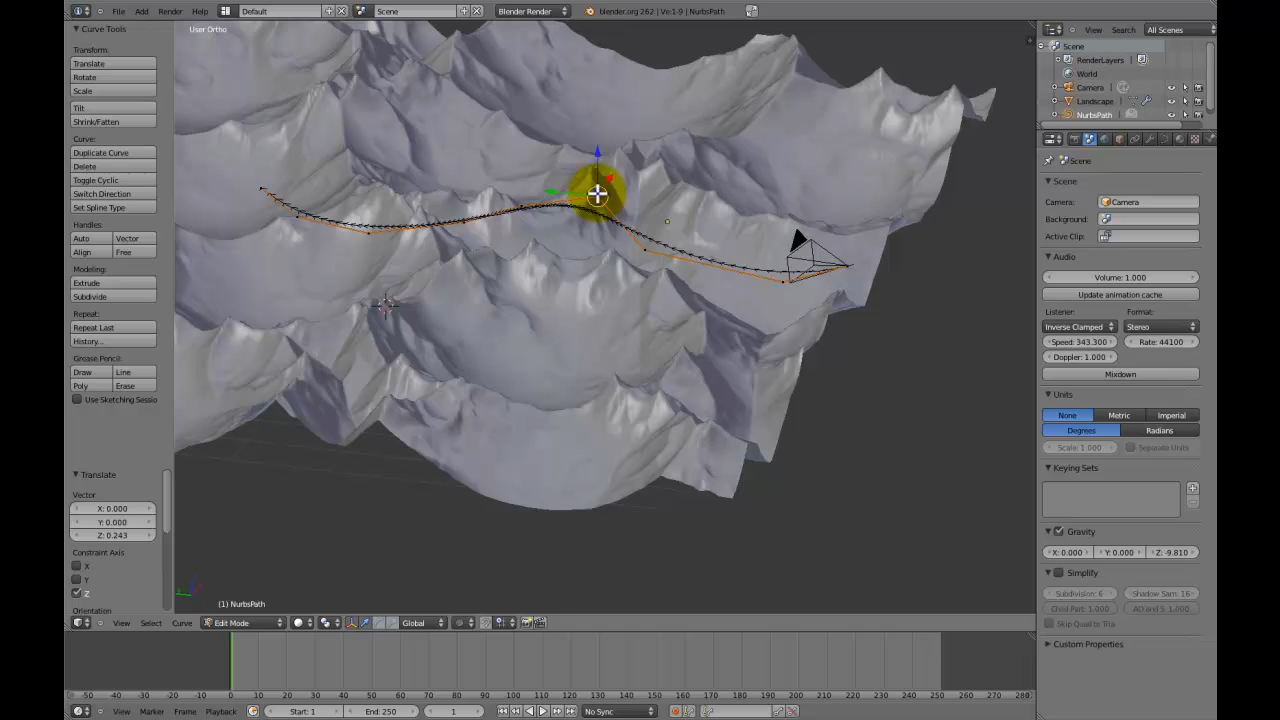 File Add Render Help Default Scene Blender Render blender.org 262 | Ve:1-9 | NurbsPath
View Search All Scenes
Curve Tools
Transform:
Translate
Rotate
Scale
Tilt
Shrink/Fatten
Curve:
Duplicate Curve
Delete
Toggle Cyclic
Switch Direction
Set Spline Type
Handles:
Auto Vector
Align Free
Modeling:
Extrude
Subdivide
Repeat:
Repeat Last
History...
Grease Pencil:
Draw Line
Poly Erase
Use Sketching Sessio
Translate
Vector
X: 0.000
Y: 0.000
Z: 0.243
Constraint Axis
X
Y
Z
Orientation
User Ortho
(1) NurbsPath
View Select Curve Edit Mode Global
Scene
RenderLayers
World
Camera
Landscape
NurbsPath
Scene
Scene
Camera: Camera
Background:
Active Clip:
Audio
Volume: 1.000
Update animation cache
Listener: Format:
Inverse Clamped Stereo
Speed: 343.300 Rate: 44100
Doppler: 1.000
Mixdown
Units
None Metric Imperial
Degrees Radians
Scale: 1.000 Separate Units
Keying Sets
Gravity
X: 0.000 Y: 0.000 Z: -9.810
Simplify
Subdivision: 6 Shadow Sam: 16
Child Part: 1.000 AO and S: 1.000
Skip Quad to Tria
Custom Properties
-50 -40 -30 -20 -10 0 10 20 30 40 50 60 70 80 90 100 110 120 130 140 150 160 170 180 190 200 210 220 230 240 250 260 270 280
View Marker Frame Playback Start: 1 End: 250 1 No Sync